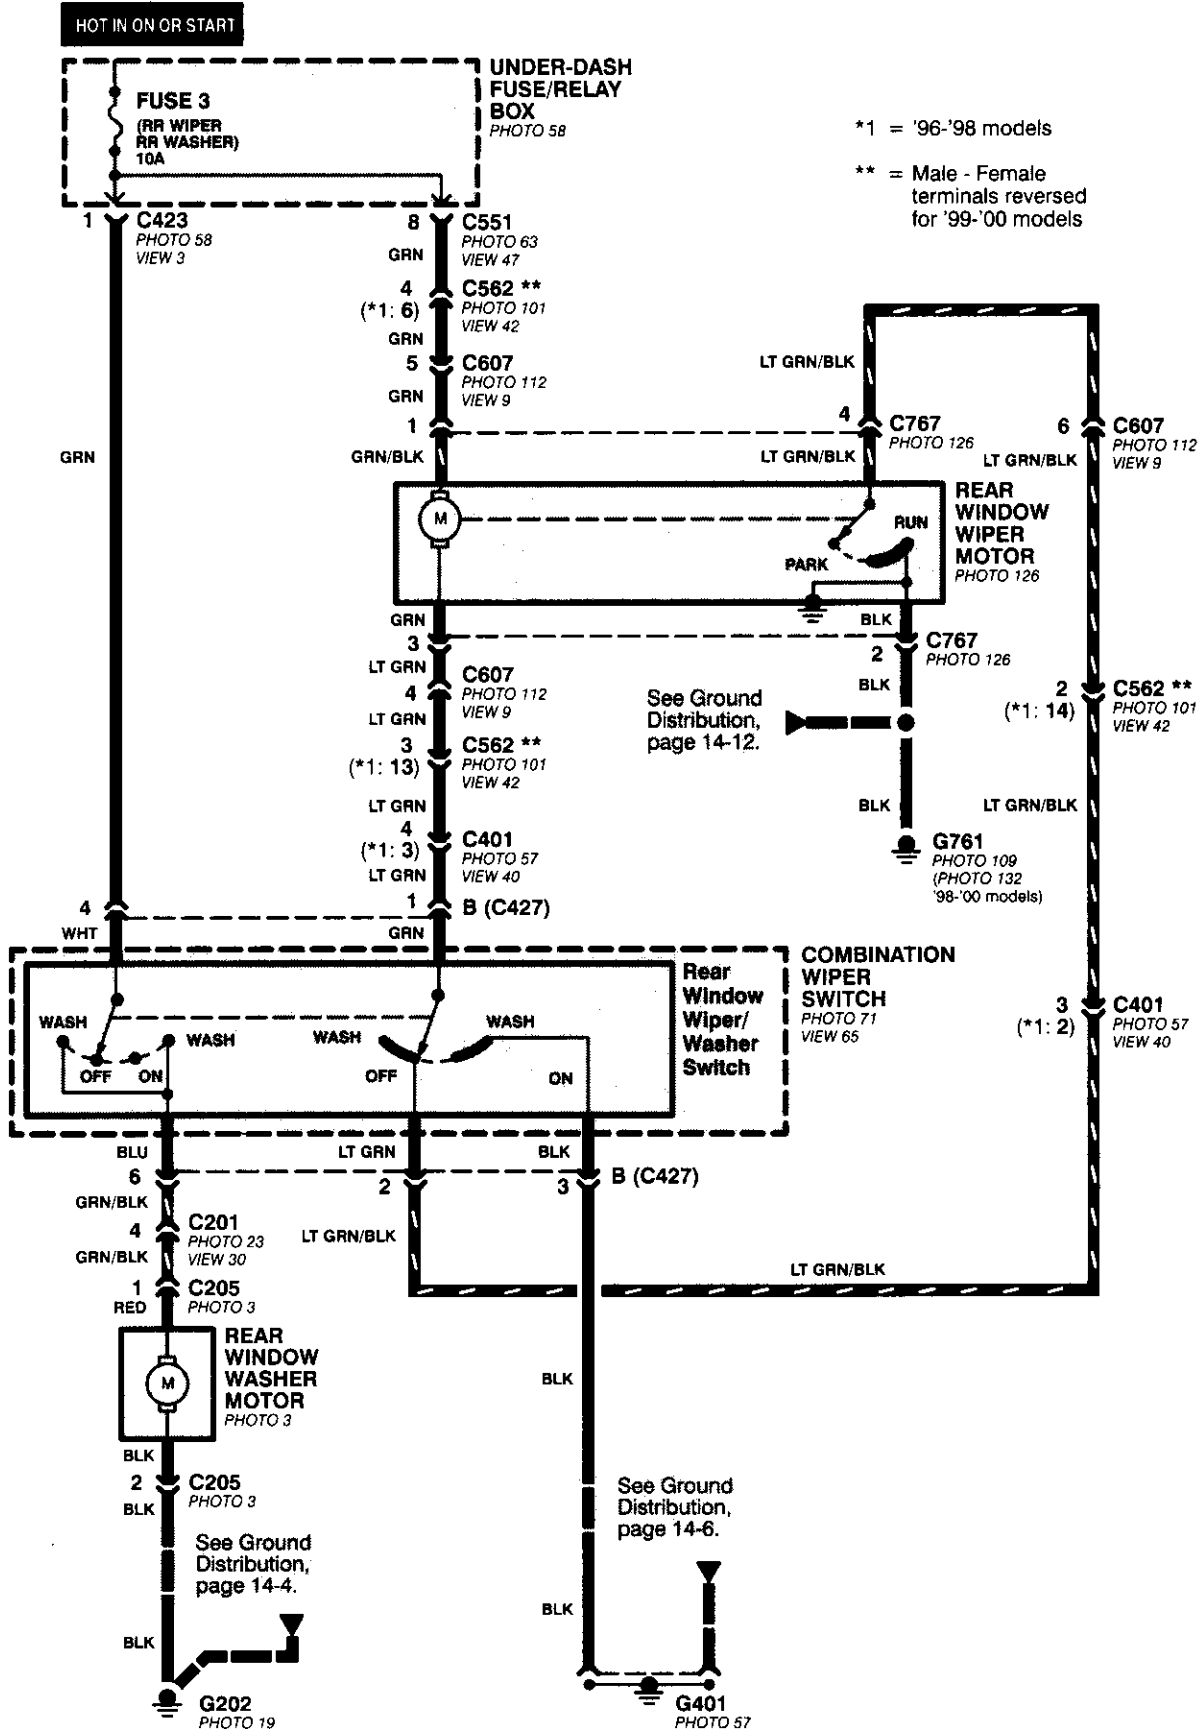 HOT IN ON OR START
UNDER-DASH
FUSE/RELAY
BOX
PHOTO 58
FUSE 3
(RR WIPER
RR WASHER)
10A
*1 = '96-'98 models
** = Male - Female
terminals reversed
for '99-'00 models
1
C423
PHOTO 58
VIEW 3
8
C551
PHOTO 63
VIEW 47
GRN
4
(*1: 6)
C562 **
PHOTO 101
VIEW 42
GRN
5
C607
PHOTO 112
VIEW 9
GRN
LT GRN/BLK
1
4
C767
PHOTO 126
6
C607
PHOTO 112
VIEW 9
GRN
GRN/BLK
LT GRN/BLK
LT GRN/BLK
M
RUN
PARK
REAR
WINDOW
WIPER
MOTOR
PHOTO 126
GRN
BLK
3
2
C767
PHOTO 126
LT GRN
4
C607
PHOTO 112
VIEW 9
BLK
LT GRN
See Ground
Distribution,
page 14-12.
2
(*1: 14)
C562 **
PHOTO 101
VIEW 42
3
(*1: 13)
C562 **
PHOTO 101
VIEW 42
LT GRN
BLK
LT GRN/BLK
4
(*1: 3)
C401
PHOTO 57
VIEW 40
G761
PHOTO 109
(PHOTO 132
'98-'00 models)
LT GRN
4
1
B (C427)
WHT
GRN
COMBINATION
WIPER
SWITCH
PHOTO 71
VIEW 65
Rear
Window
Wiper/
Washer
Switch
3
(*1: 2)
C401
PHOTO 57
VIEW 40
WASH
WASH
OFF
ON
WASH
WASH
OFF
ON
BLU
LT GRN
BLK
6
2
3
B (C427)
GRN/BLK
4
C201
PHOTO 23
VIEW 30
LT GRN/BLK
GRN/BLK
LT GRN/BLK
1
C205
PHOTO 3
RED
REAR
WINDOW
WASHER
MOTOR
PHOTO 3
M
BLK
BLK
2
C205
PHOTO 3
BLK
See Ground
Distribution,
page 14-6.
See Ground
Distribution,
page 14-4.
BLK
BLK
G202
PHOTO 19
G401
PHOTO 57